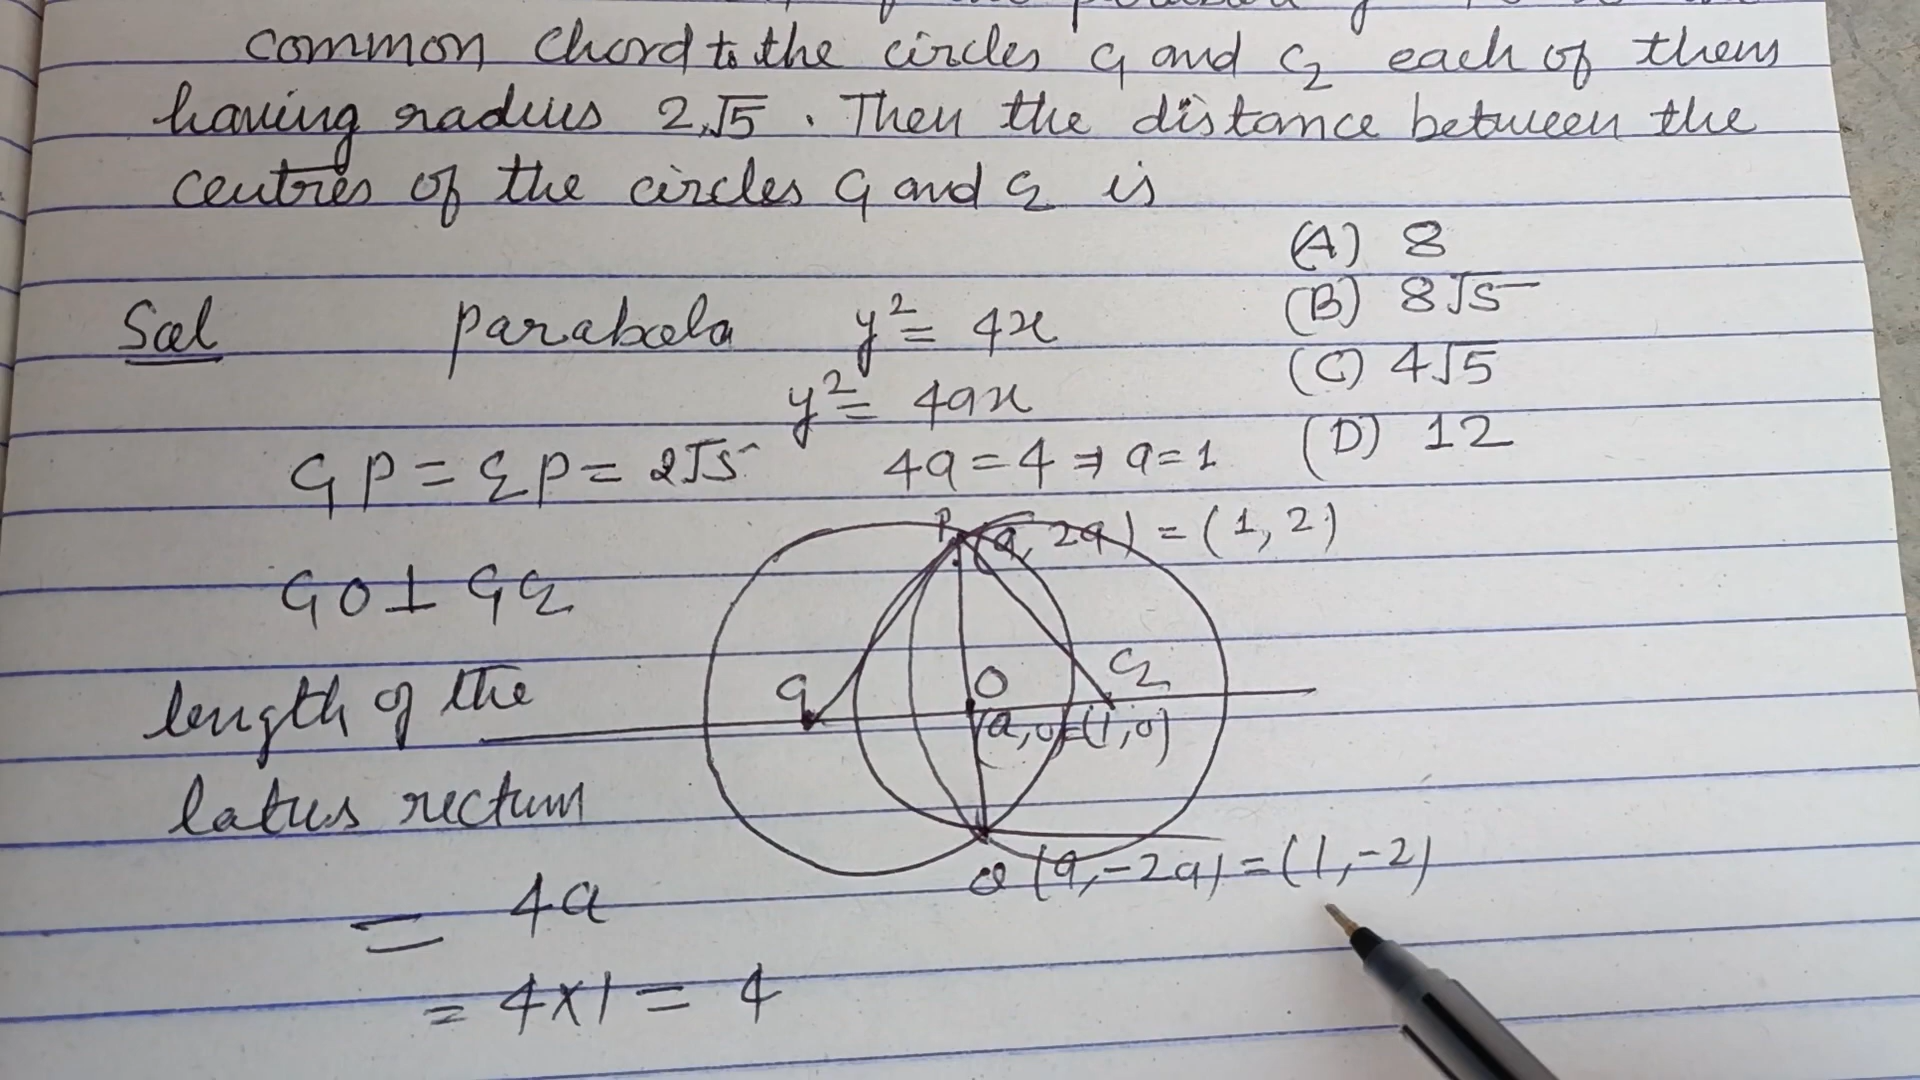 common chord to the circles C1 and C2 each of them
having radius 2√5 . Then the distance between the
centres of the circles C1 and C2 is
(A) 8
(B) 8√5
(C) 4√5
(D) 12
Sol parabola y² = 4x
y² = 4ax
C1P = C2P = 2√5 4a = 4 ⇒ a = 1
P (a, 2a) = (1, 2)
C1O ⊥ C1C2
C1 O C2
(a, 0) = (1, 0)
length of the
latus rectum
Q (a, -2a) = (1, -2)
= 4a
= 4×1 = 4